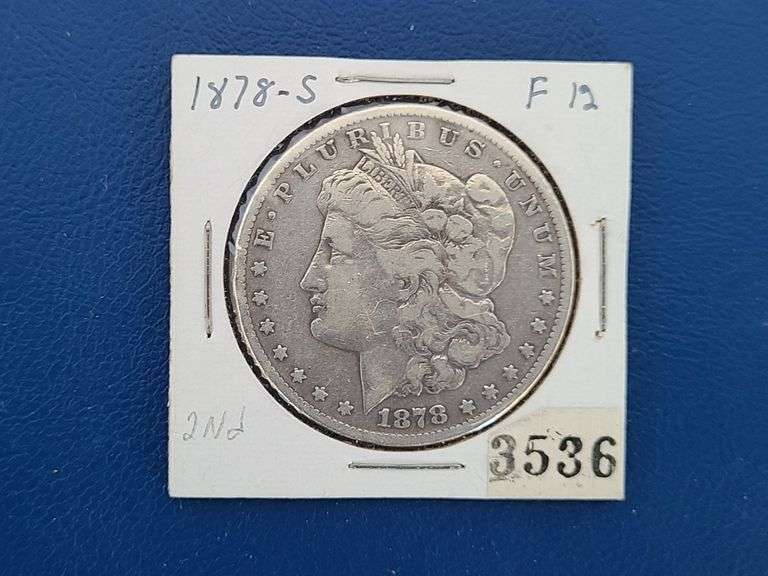 1878-S F 12
E·PLURIBUS·UNUM
LIBERTY
1878
2Nd
3536